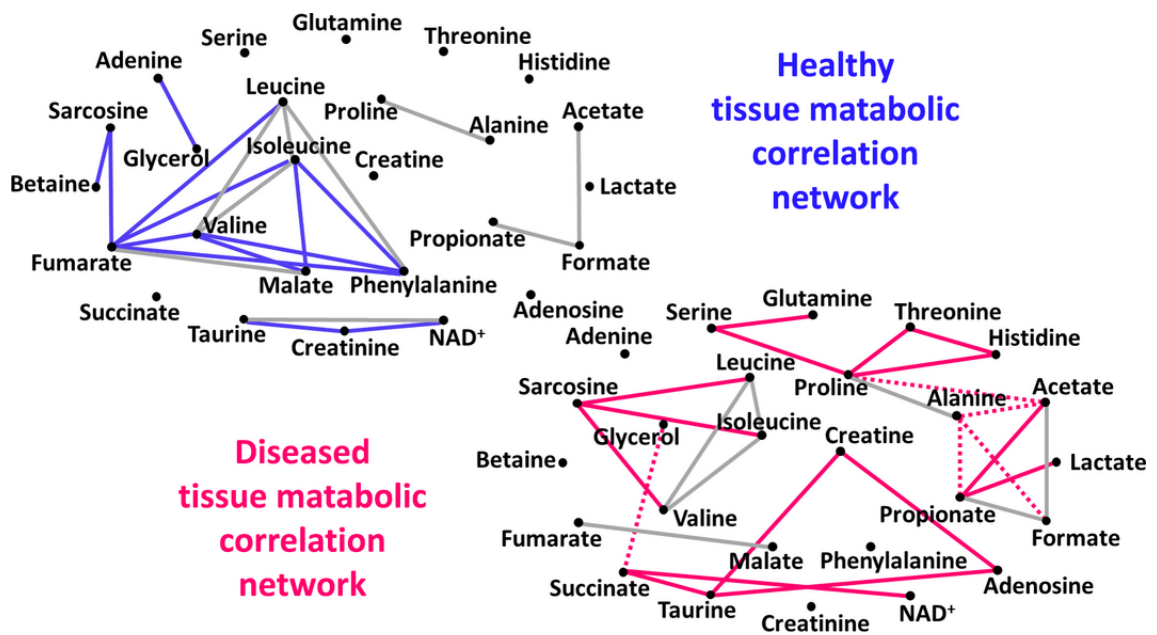 Glutamine
Serine
Threonine
Adenine
Histidine
Leucine
Sarcosine
Proline
Acetate
Alanine
Isoleucine
Glycerol
Creatine
Betaine
Lactate
Valine
Propionate
Fumarate
Formate
Malate
Phenylalanine
Succinate
Adenosine
Taurine
Creatinine
NAD⁺
Healthy
tissue matabolic
correlation
network
Glutamine
Serine
Threonine
Adenine
Histidine
Leucine
Sarcosine
Proline
Acetate
Alanine
Isoleucine
Glycerol
Creatine
Betaine
Lactate
Valine
Propionate
Fumarate
Formate
Malate
Phenylalanine
Succinate
Adenosine
Taurine
Creatinine
NAD⁺
Diseased
tissue matabolic
correlation
network